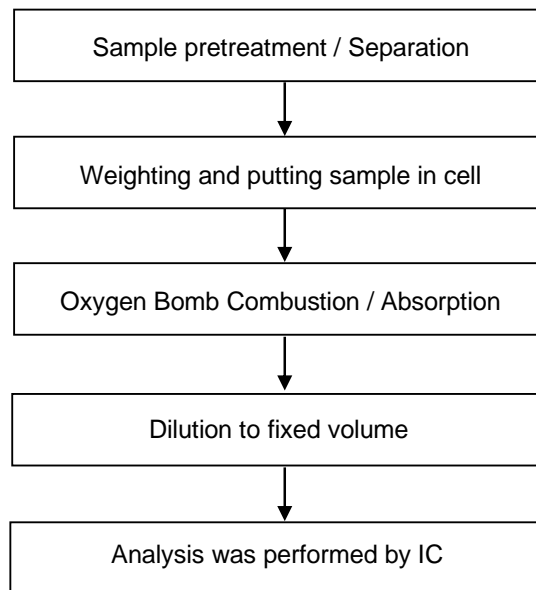 Sample pretreatment / Separation
Weighting and putting sample in cell
Oxygen Bomb Combustion / Absorption
Dilution to fixed volume
Analysis was performed by IC